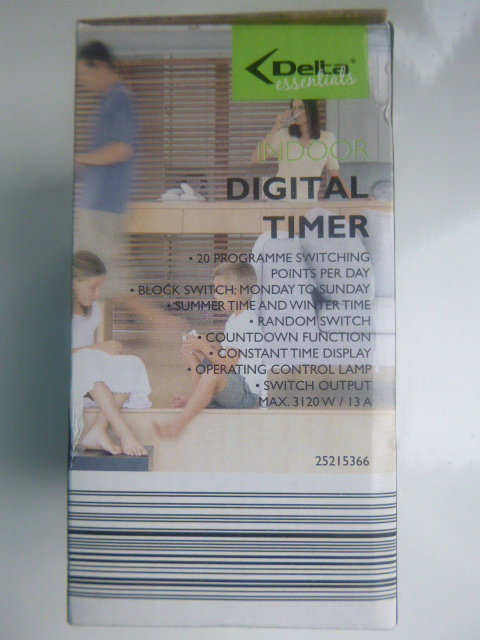 Delta®
essentials
INDOOR
DIGITAL
TIMER
• 20 PROGRAMME SWITCHING
POINTS PER DAY
• BLOCK SWITCH: MONDAY TO SUNDAY
• SUMMER TIME AND WINTER TIME
• RANDOM SWITCH
• COUNTDOWN FUNCTION
• CONSTANT TIME DISPLAY
• OPERATING CONTROL LAMP
• SWITCH OUTPUT
MAX. 3120 W / 13 A
25215366